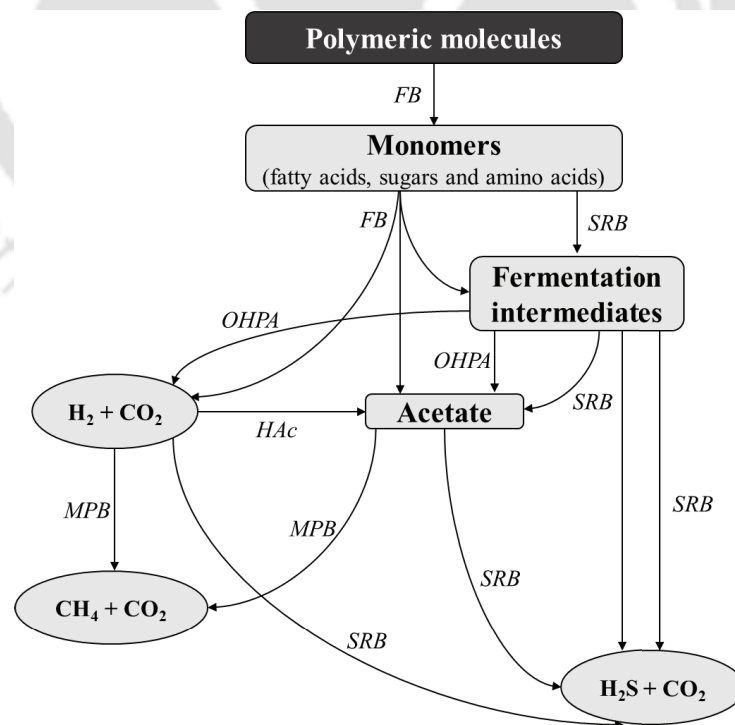 Polymeric molecules
FB
Monomers
(fatty acids, sugars and amino acids)
FB
SRB
Fermentation
intermediates
OHPA
OHPA
SRB
H₂ + CO₂
HAc
Acetate
MPB
MPB
SRB
SRB
CH₄ + CO₂
SRB
H₂S + CO₂